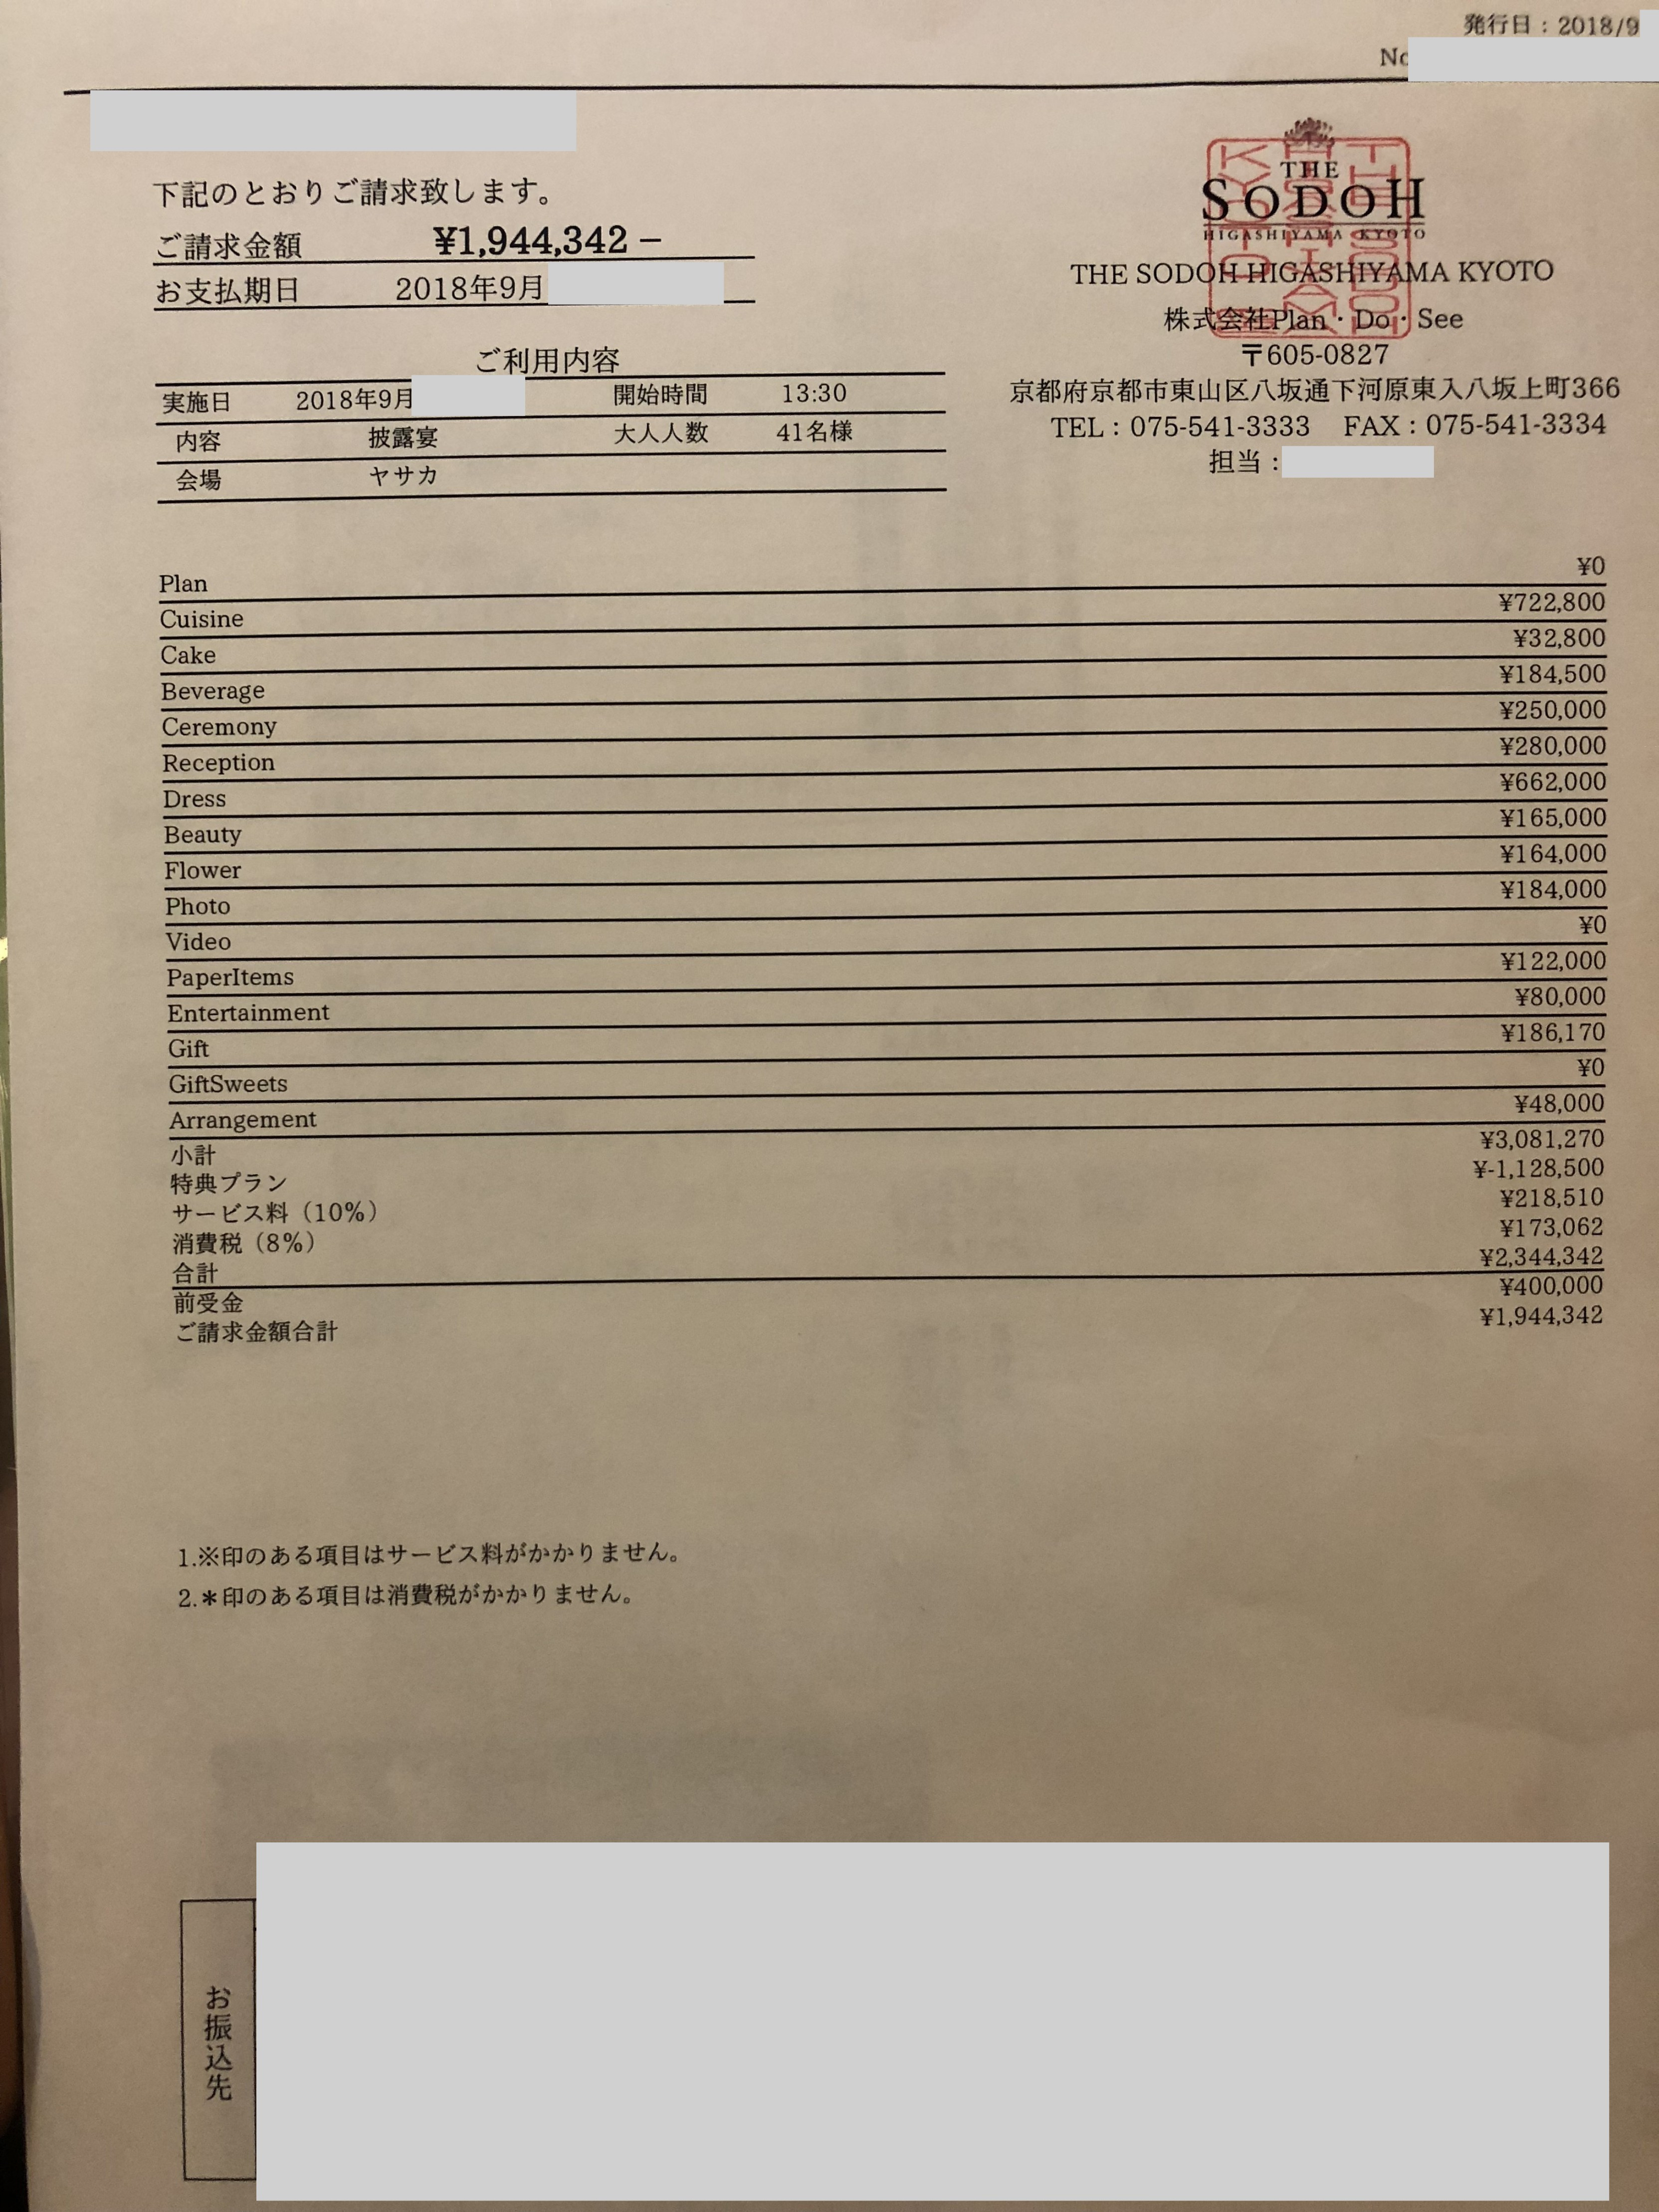 発行日：2018/9
No
THE
SODOH
HIGASHIYAMA KYOTO
下記のとおりご請求致します。
ご請求金額 ¥1,944,342－
お支払期日 2018年9月
THE SODOH HIGASHIYAMA KYOTO
株式会社Plan・Do・See
〒605-0827
京都府京都市東山区八坂通下河原東入八坂上町366
TEL：075-541-3333 FAX：075-541-3334
担当：
ご利用内容
実施日 2018年9月 開始時間 13:30
内容 披露宴 大人人数 41名様
会場 ヤサカ
Plan ¥0
Cuisine ¥722,800
Cake ¥32,800
Beverage ¥184,500
Ceremony ¥250,000
Reception ¥280,000
Dress ¥662,000
Beauty ¥165,000
Flower ¥164,000
Photo ¥184,000
Video ¥0
PaperItems ¥122,000
Entertainment ¥80,000
Gift ¥186,170
GiftSweets ¥0
Arrangement ¥48,000
小計 ¥3,081,270
特典プラン ¥-1,128,500
サービス料（10%） ¥218,510
消費税（8%） ¥173,062
合計 ¥2,344,342
前受金 ¥400,000
ご請求金額合計 ¥1,944,342
1.※印のある項目はサービス料がかかりません。
2.＊印のある項目は消費税がかかりません。
お振込先